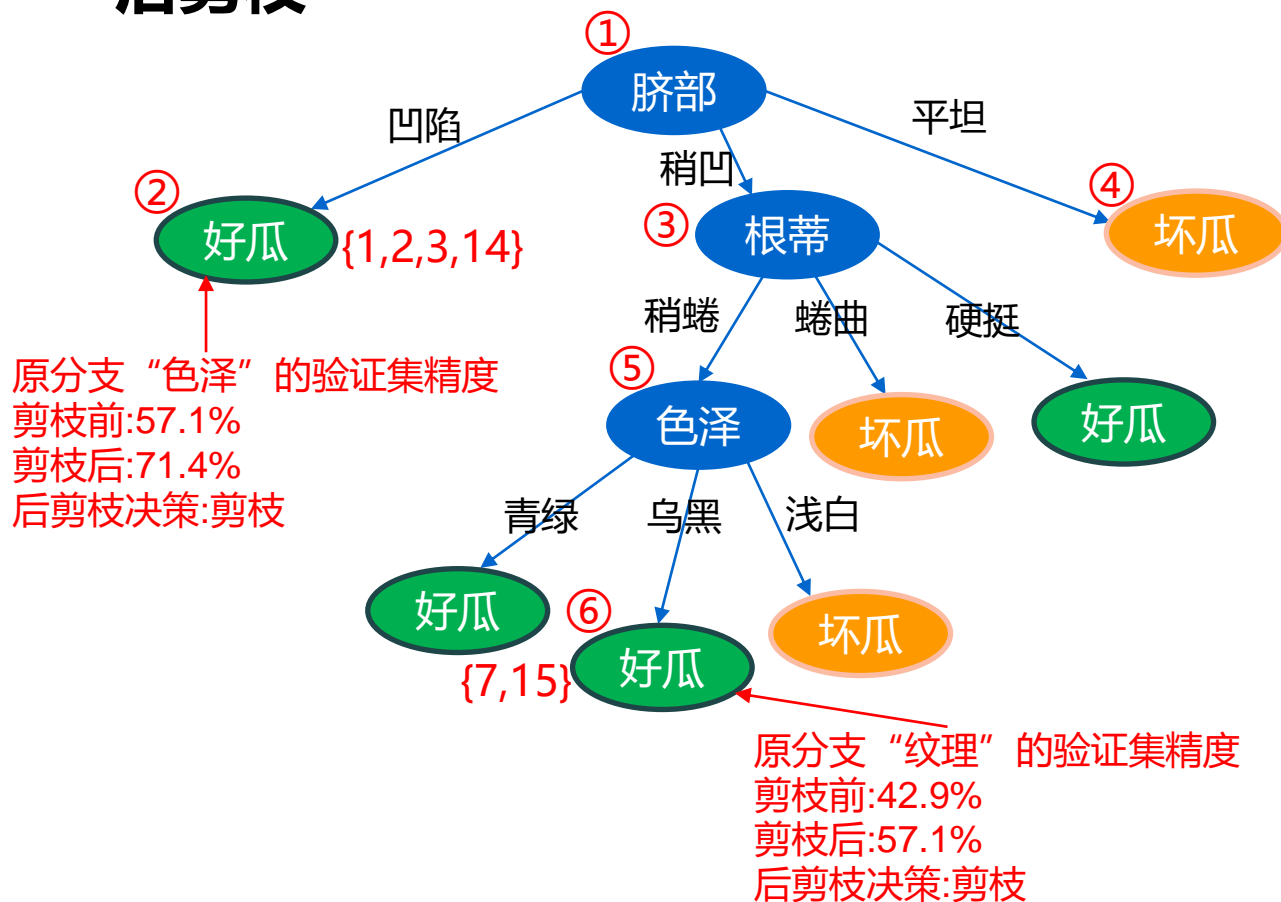 后剪枝
①
脐部
凹陷
稍凹
平坦
②
好瓜
{1,2,3,14}
③
根蒂
④
坏瓜
原分支“色泽”的验证集精度
剪枝前:57.1%
剪枝后:71.4%
后剪枝决策:剪枝
稍蜷
蜷曲
硬挺
⑤
色泽
坏瓜
好瓜
青绿
乌黑
浅白
好瓜
⑥
好瓜
{7,15}
坏瓜
原分支“纹理”的验证集精度
剪枝前:42.9%
剪枝后:57.1%
后剪枝决策:剪枝